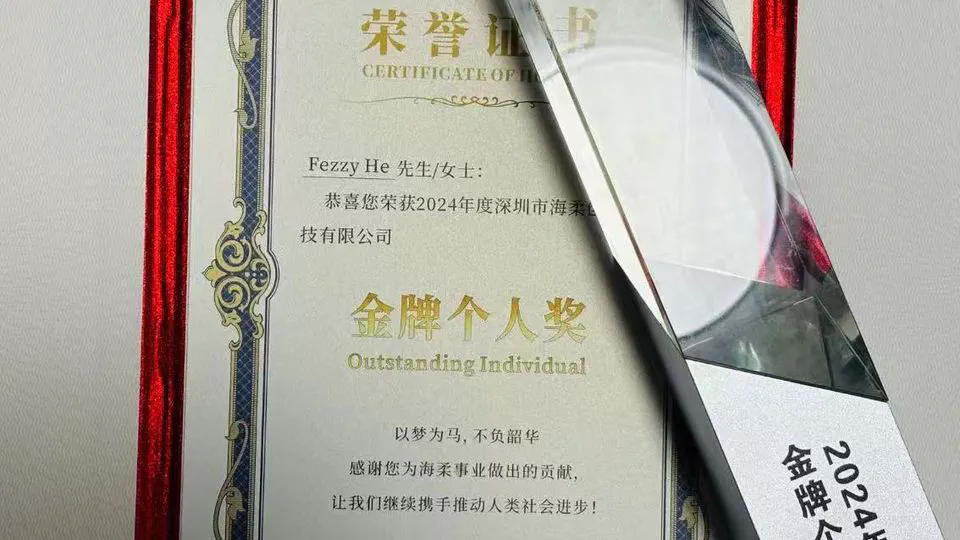 荣誉证书
CERTIFICATE OF
Fezzy He 先生/女士：
恭喜您荣获2024年度深圳市海柔
技有限公司
金牌个人奖
Outstanding Individual
以梦为马，不负韶华
感谢您为海柔事业做出的贡献，
让我们继续携手推动人类社会进步！
2024
金牌个